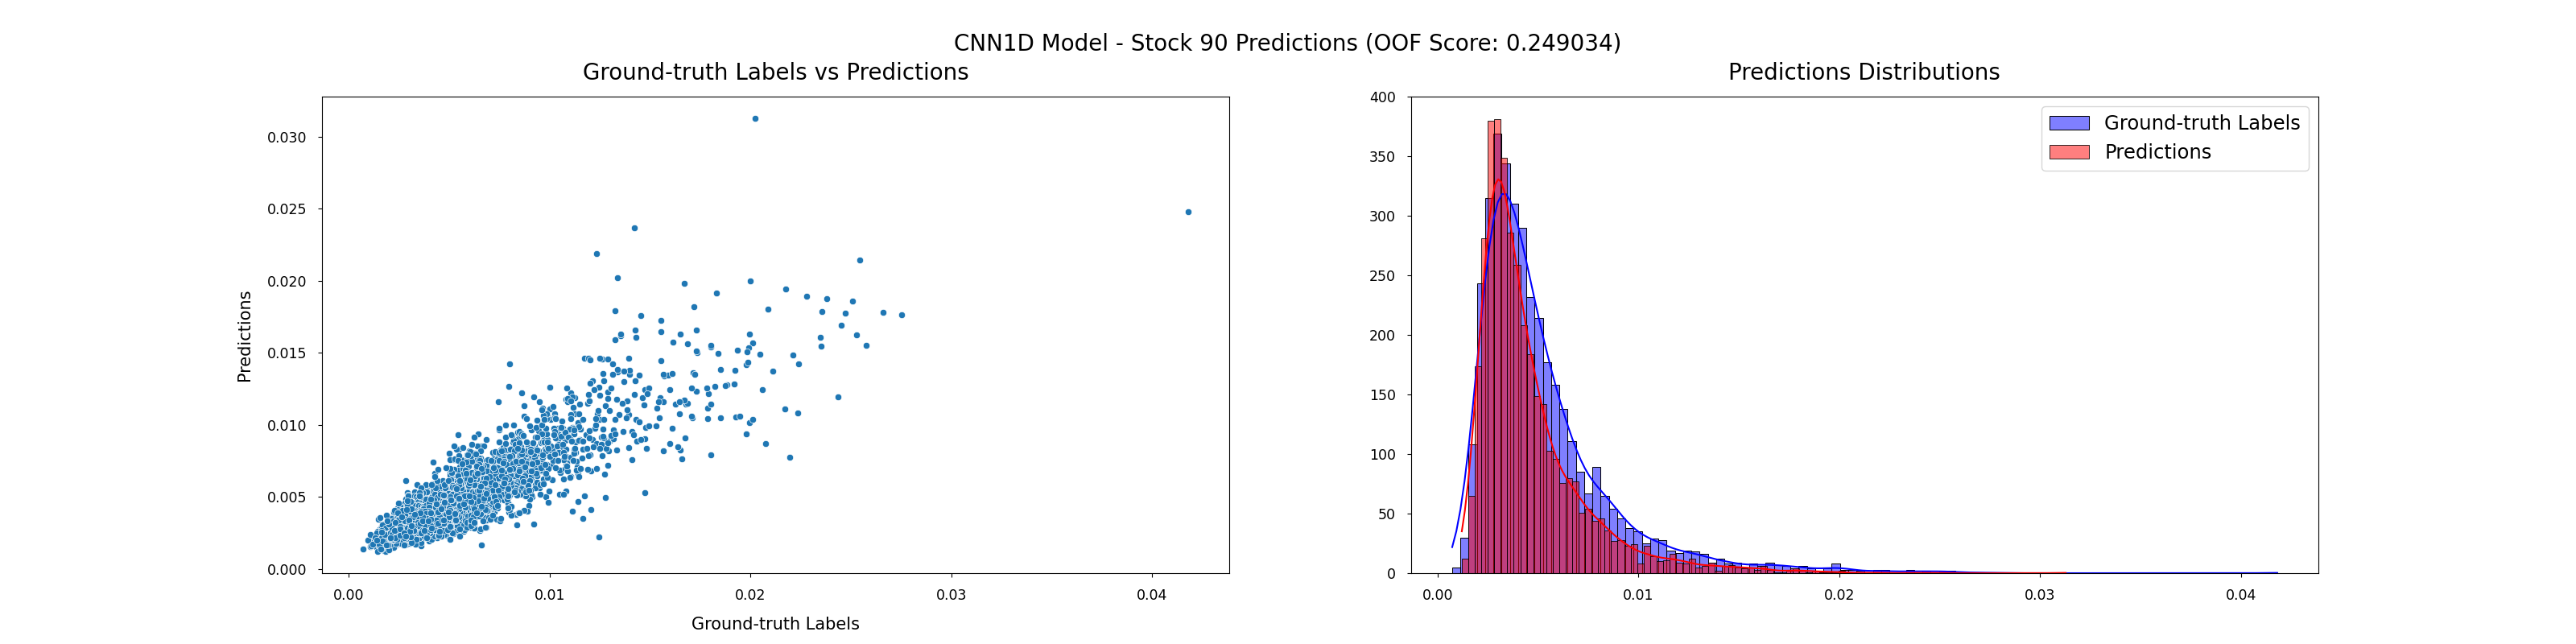 CNN1D Model - Stock 90 Predictions (OOF Score: 0.249034)
Ground-truth Labels vs Predictions
Predictions
0.030
0.025
0.020
0.015
0.010
0.005
0.000
0.00 0.01 0.02 0.03 0.04
Ground-truth Labels
Predictions Distributions
Ground-truth Labels
Predictions
400
350
300
250
200
150
100
50
0
0.00 0.01 0.02 0.03 0.04